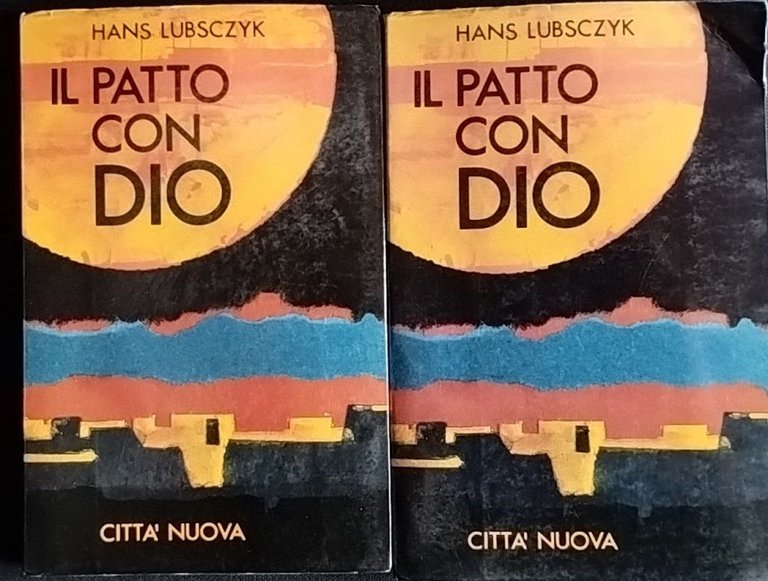 HANS LUBSCZYK
IL PATTO
CON
DIO
CITTA' NUOVA
HANS LUBSCZYK
IL PATTO
CON
DIO
CITTA' NUOVA